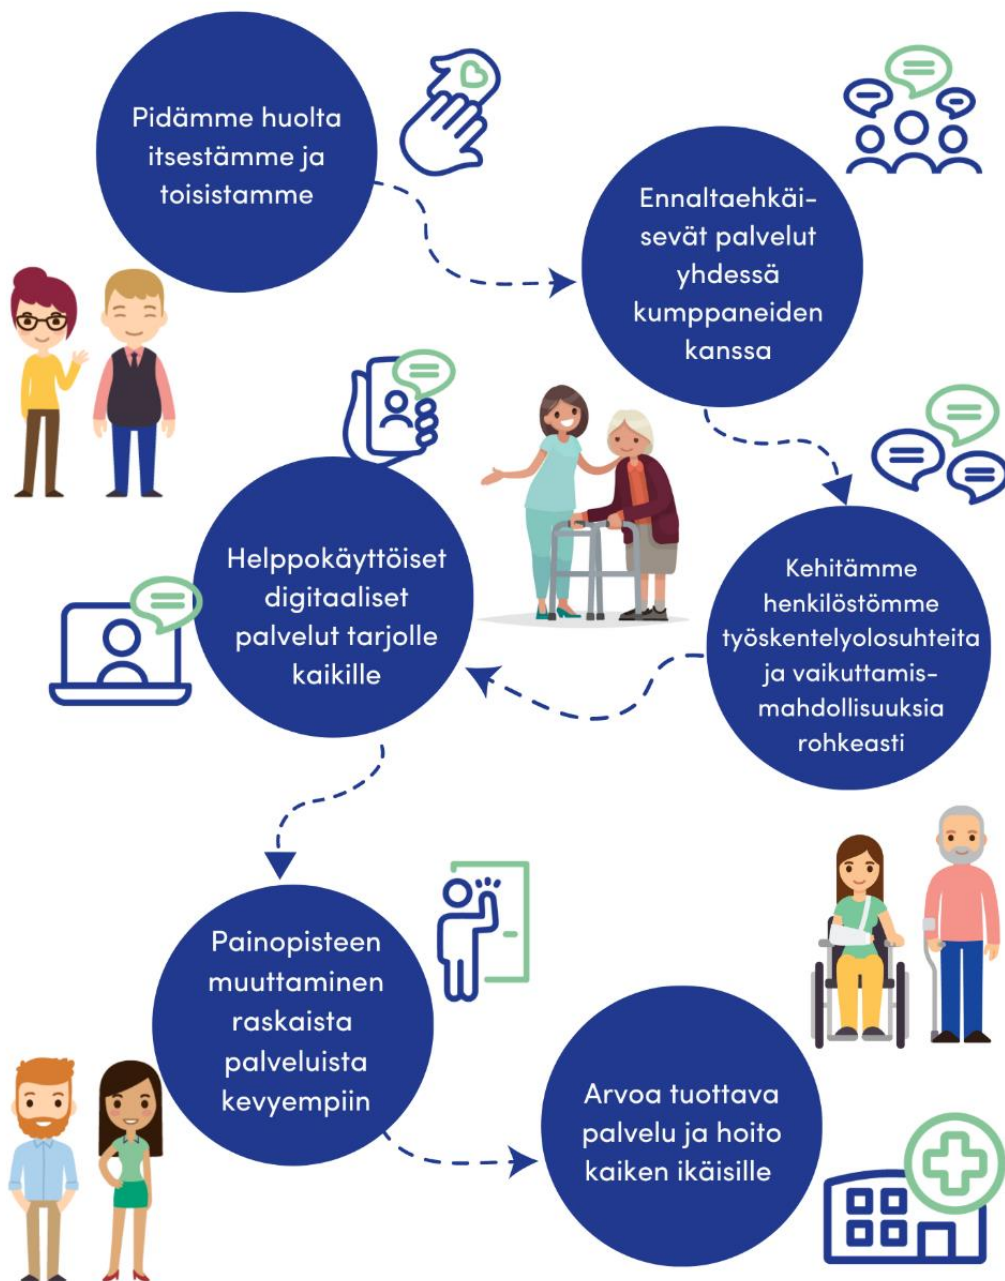 Pidämme huolta
itsestämme ja
toisistamme
Ennaltaehkäi-
sevät palvelut
yhdessä
kumppaneiden
kanssa
Kehitämme
henkilöstömme
työskentelyolosuhteita
ja vaikuttamis-
mahdollisuuksia
rohkeasti
Helppokäyttöiset
digitaaliset
palvelut tarjolle
kaikille
Painopisteen
muuttaminen
raskaista
palveluista
kevyempiin
Arvoa tuottava
palvelu ja hoito
kaiken ikäisille